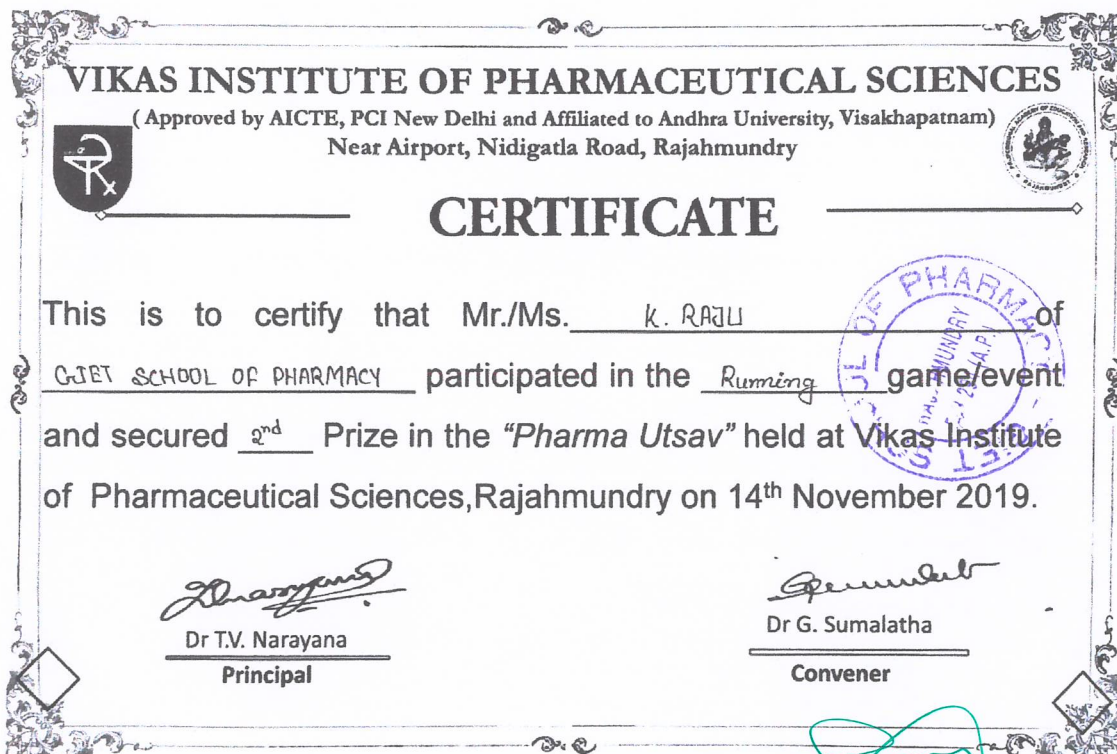 VIKAS INSTITUTE OF PHARMACEUTICAL SCIENCES
( Approved by AICTE, PCI New Delhi and Affiliated to Andhra University, Visakhapatnam)
Near Airport, Nidigatla Road, Rajahmundry
CERTIFICATE
This is to certify that Mr./Ms. K. RAJU of
GIET SCHOOL OF PHARMACY participated in the Running game/event
and secured 2nd Prize in the "Pharma Utsav" held at Vikas Institute
of Pharmaceutical Sciences,Rajahmundry on 14th November 2019.
Dr T.V. Narayana
Principal
Dr G. Sumalatha
Convener
OF PHARMACY